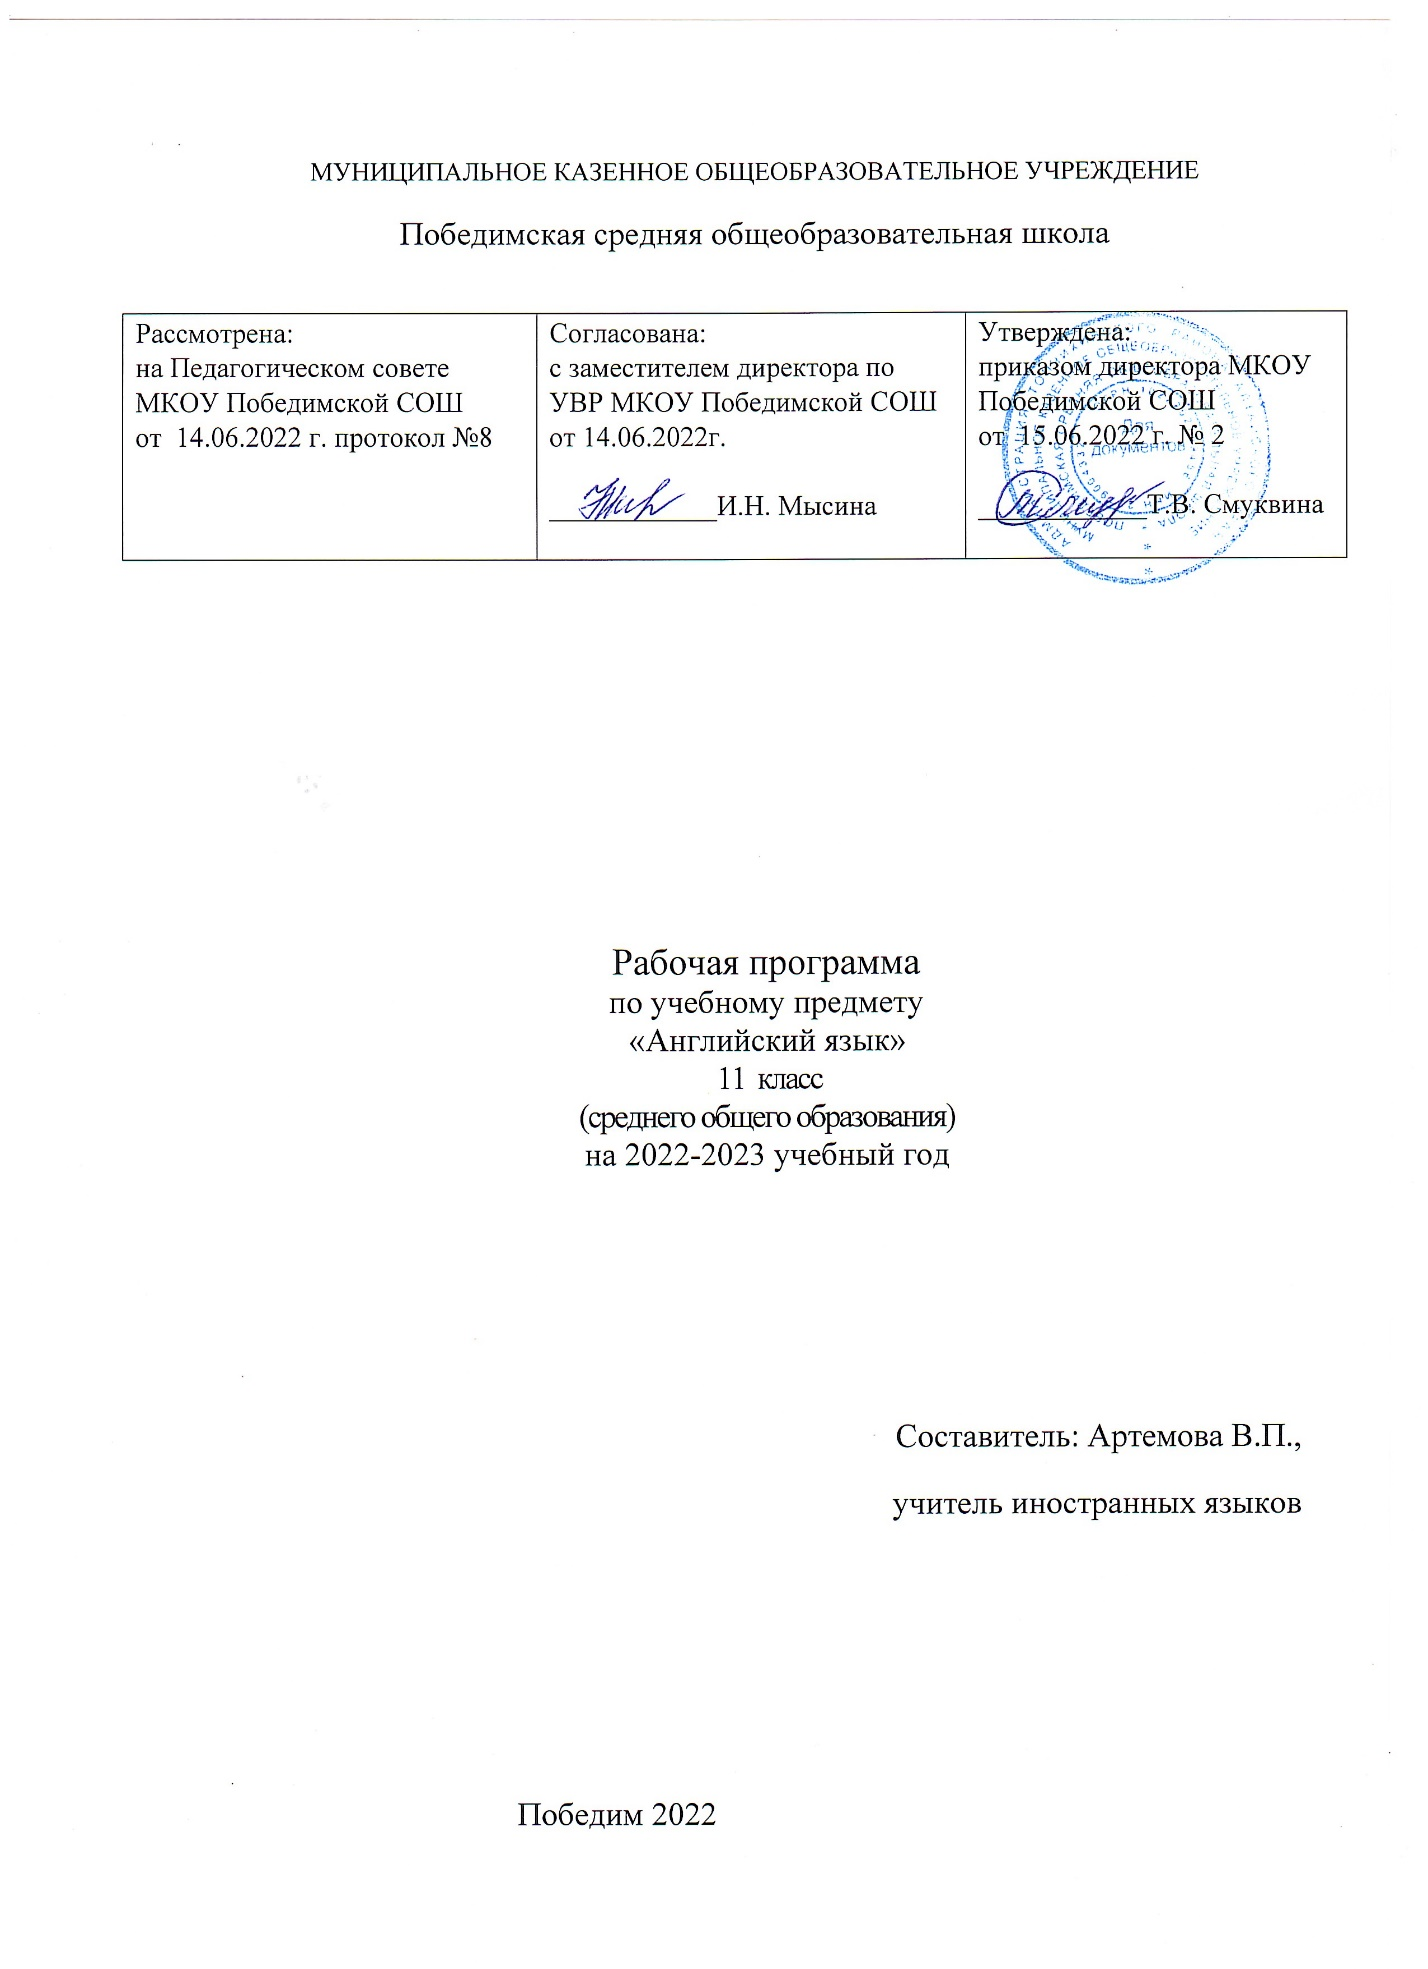 МУНИЦИПАЛЬНОЕ КАЗЕННОЕ ОБЩЕОБРАЗОВАТЕЛЬНОЕ УЧРЕЖДЕНИЕ
Победимская средняя общеобразовательная школа
Рассмотрена:
на Педагогическом совете
МКОУ Победимской СОШ
от 14.06.2022 г. протокол №8
Согласована:
с заместителем директора по
УВР МКОУ Победимской СОШ
от 14.06.2022г.
И.Н. Мысина
Утверждена:
приказом директора МКОУ
Победимской СОШ
от 15.06.2022 г. № 2
Т.В. Смуквина
Для
документов
Рабочая программа
по учебному предмету
«Английский язык»
11 класс
(среднего общего образования)
на 2022-2023 учебный год
Составитель: Артемова В.П.,
учитель иностранных языков
Победим 2022